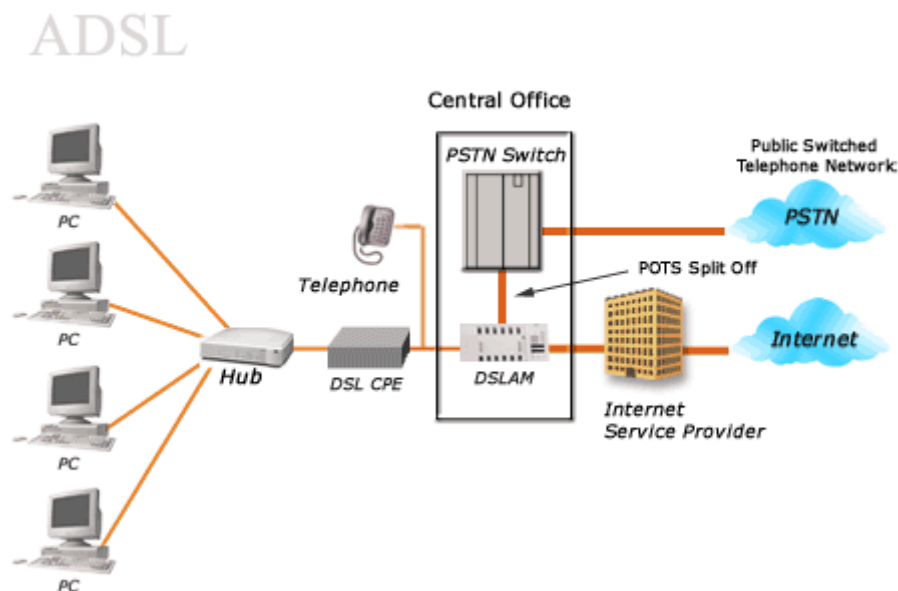 ADSL
Central Office
PSTN Switch
Public Switched
Telephone Network
PSTN
PC
Telephone
POTS Split Off
PC
Hub
DSL CPE
DSLAM
Internet
Internet
Service Provider
PC
PC